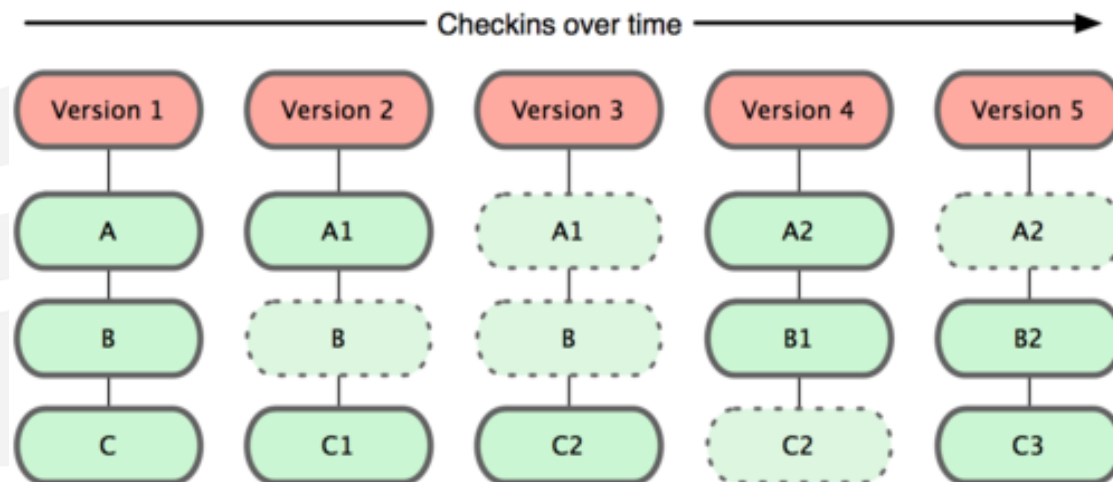 Checkins over time
Version 1 Version 2 Version 3 Version 4 Version 5
A A1 A1 A2 A2
B B B B1 B2
C C1 C2 C2 C3